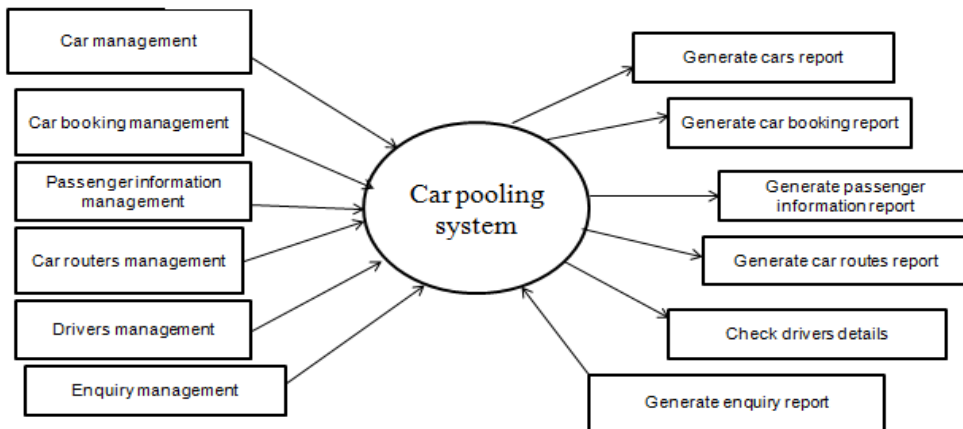 Car management
Car booking management
Passenger information
management
Car routers management
Drivers management
Enquiry management
Car pooling
system
Generate cars report
Generate car booking report
Generate passenger
information report
Generate car routes report
Check drivers details
Generate enquiry report